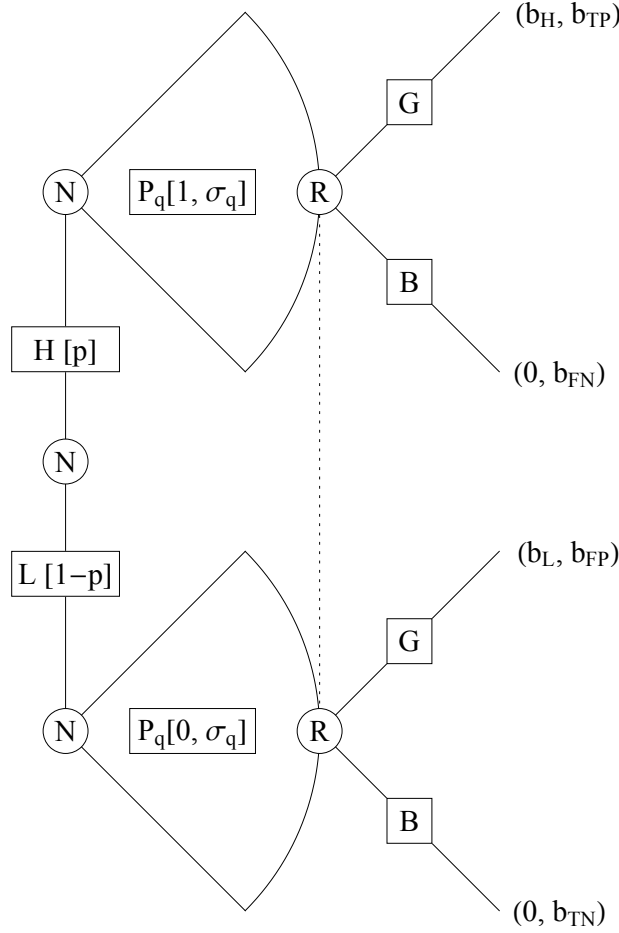 (b_H, b_TP)
G
N
P_q[1, σ_q]
R
B
H [p]
(0, b_FN)
N
(b_L, b_FP)
L [1−p]
G
N
P_q[0, σ_q]
R
B
(0, b_TN)